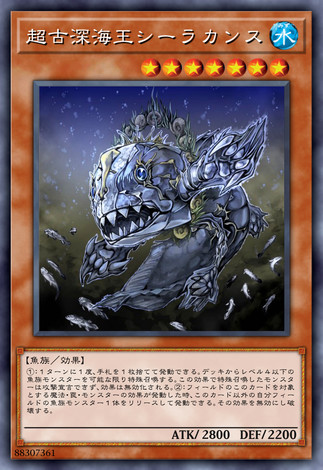 超古深海王シーラカンス
水
【魚族／効果】
①：１ターンに１度、手札を１枚捨てて発動できる。デッキからレベル４以下の
魚族モンスターを可能な限り特殊召喚する。この効果で特殊召喚したモンスタ
ーは攻撃宣言できず、効果は無効化される。②：フィールドのこのカードを対象
とする魔法・罠・モンスターの効果が発動した時、このカード以外の自分フィール
ドの魚族モンスター１体をリリースして発動できる。その効果を無効にし破
壊する。
ATK/ 2800 DEF/2200
88307361